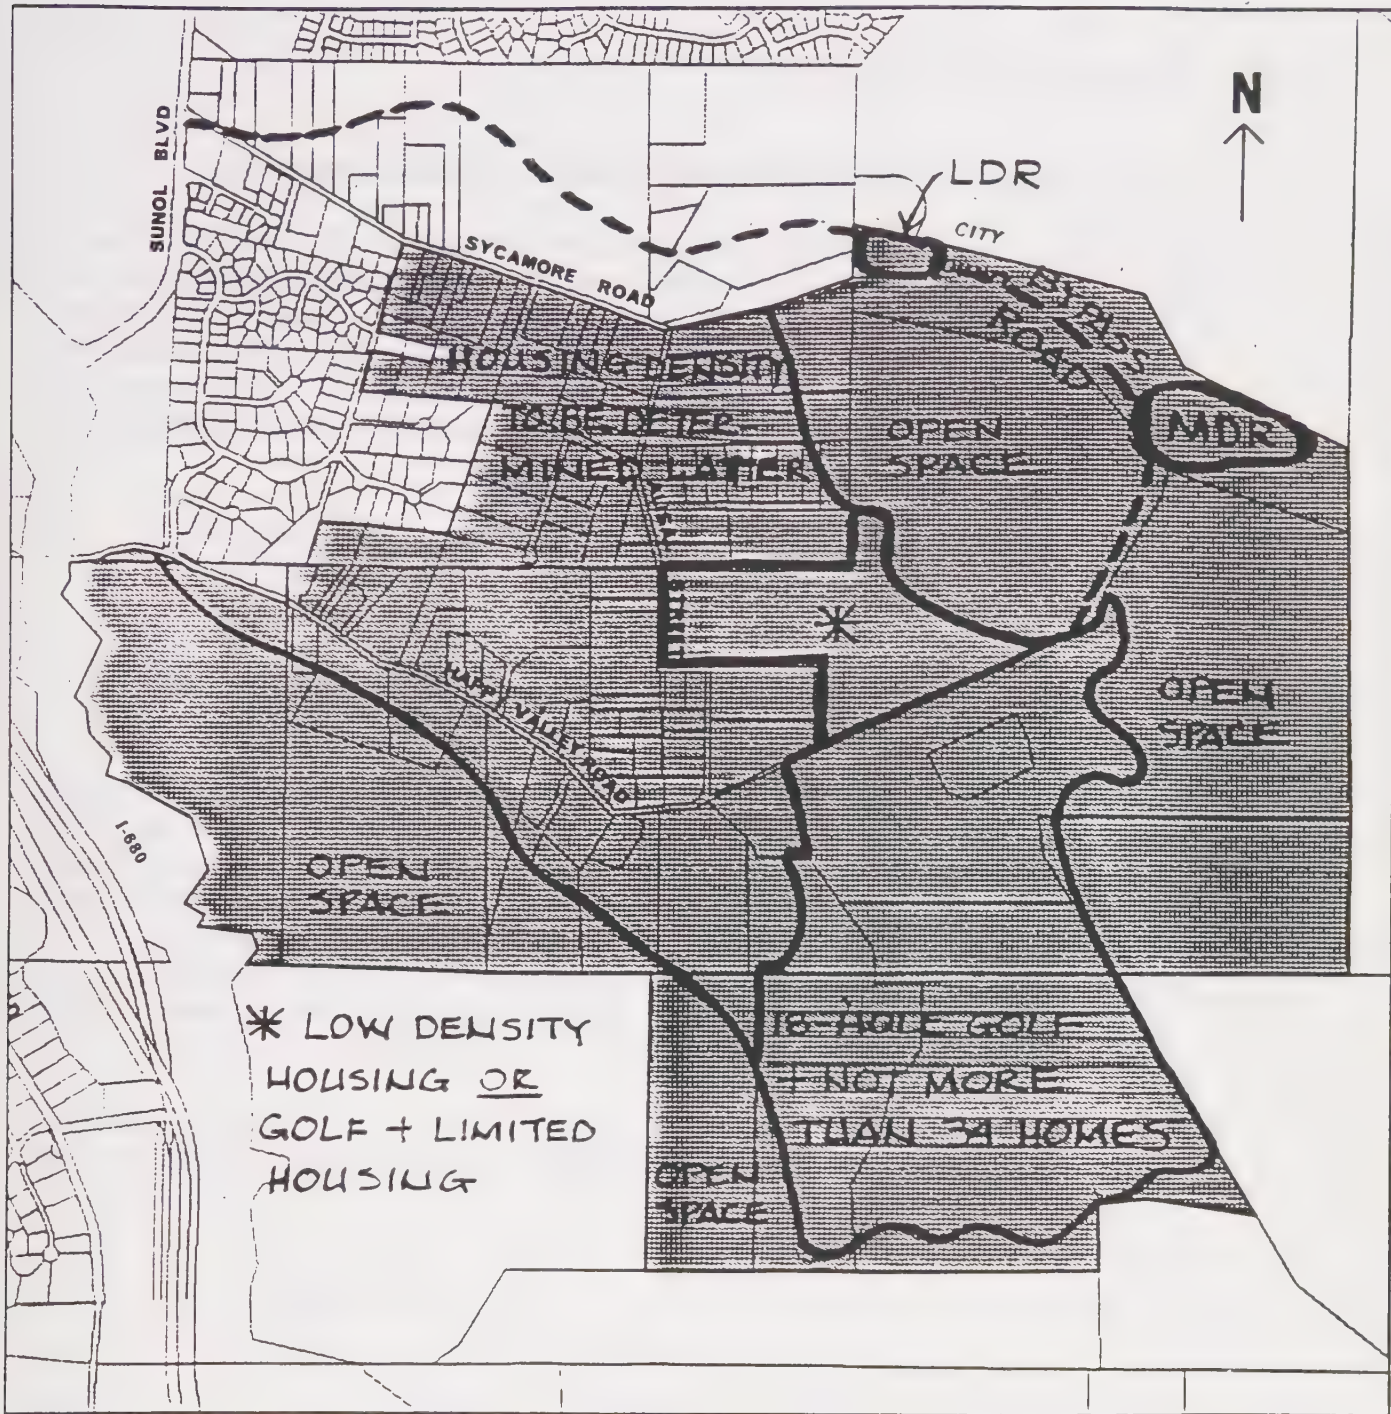 N
SUNOL BLVD
LDR
CITY
SYCAMORE ROAD
BYPASS
ROAD
HOUSING DENSITY
TO BE DETER-
MINED LATER
OPEN
SPACE
MDR
STREET
HAPPY VALLEY ROAD
OPEN
SPACE
I-680
OPEN
SPACE
* LOW DENSITY
HOUSING OR
GOLF + LIMITED
HOUSING
18-HOLE GOLF
+ NOT MORE
THAN 34 HOMES
OPEN
SPACE